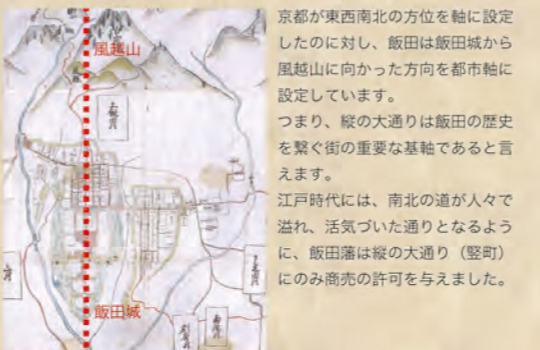 風越山
飯田城
京都が東西南北の方位を軸に設定
したのに対し、飯田は飯田城から
風越山に向かった方向を都市軸に
設定しています。
つまり、縦の大通りは飯田の歴史
を繋ぐ街の重要な基軸であると言
えます。
江戸時代には、南北の道が人々で
溢れ、活気づいた通りとなるよう
に、飯田藩は縦の大通り（竪町）
にのみ商売の許可を与えました。